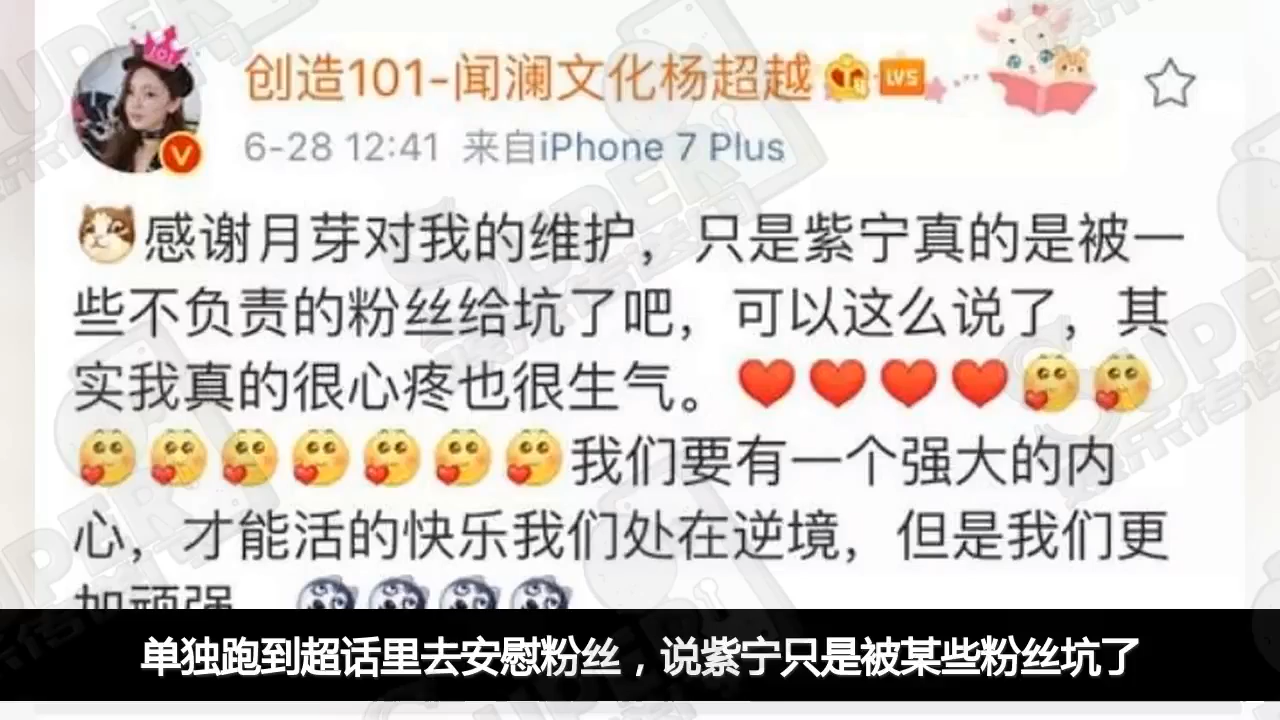 创造101-闻澜文化杨超越 LV5
6-28 12:41 来自iPhone 7 Plus
感谢月芽对我的维护，只是紫宁真的是被一
些不负责的粉丝给坑了吧，可以这么说了，其
实我真的很心疼也很生气。
我们要有一个强大的内
心，才能活的快乐我们处在逆境，但是我们更
加顽强
单独跑到超话里去安慰粉丝，说紫宁只是被某些粉丝坑了